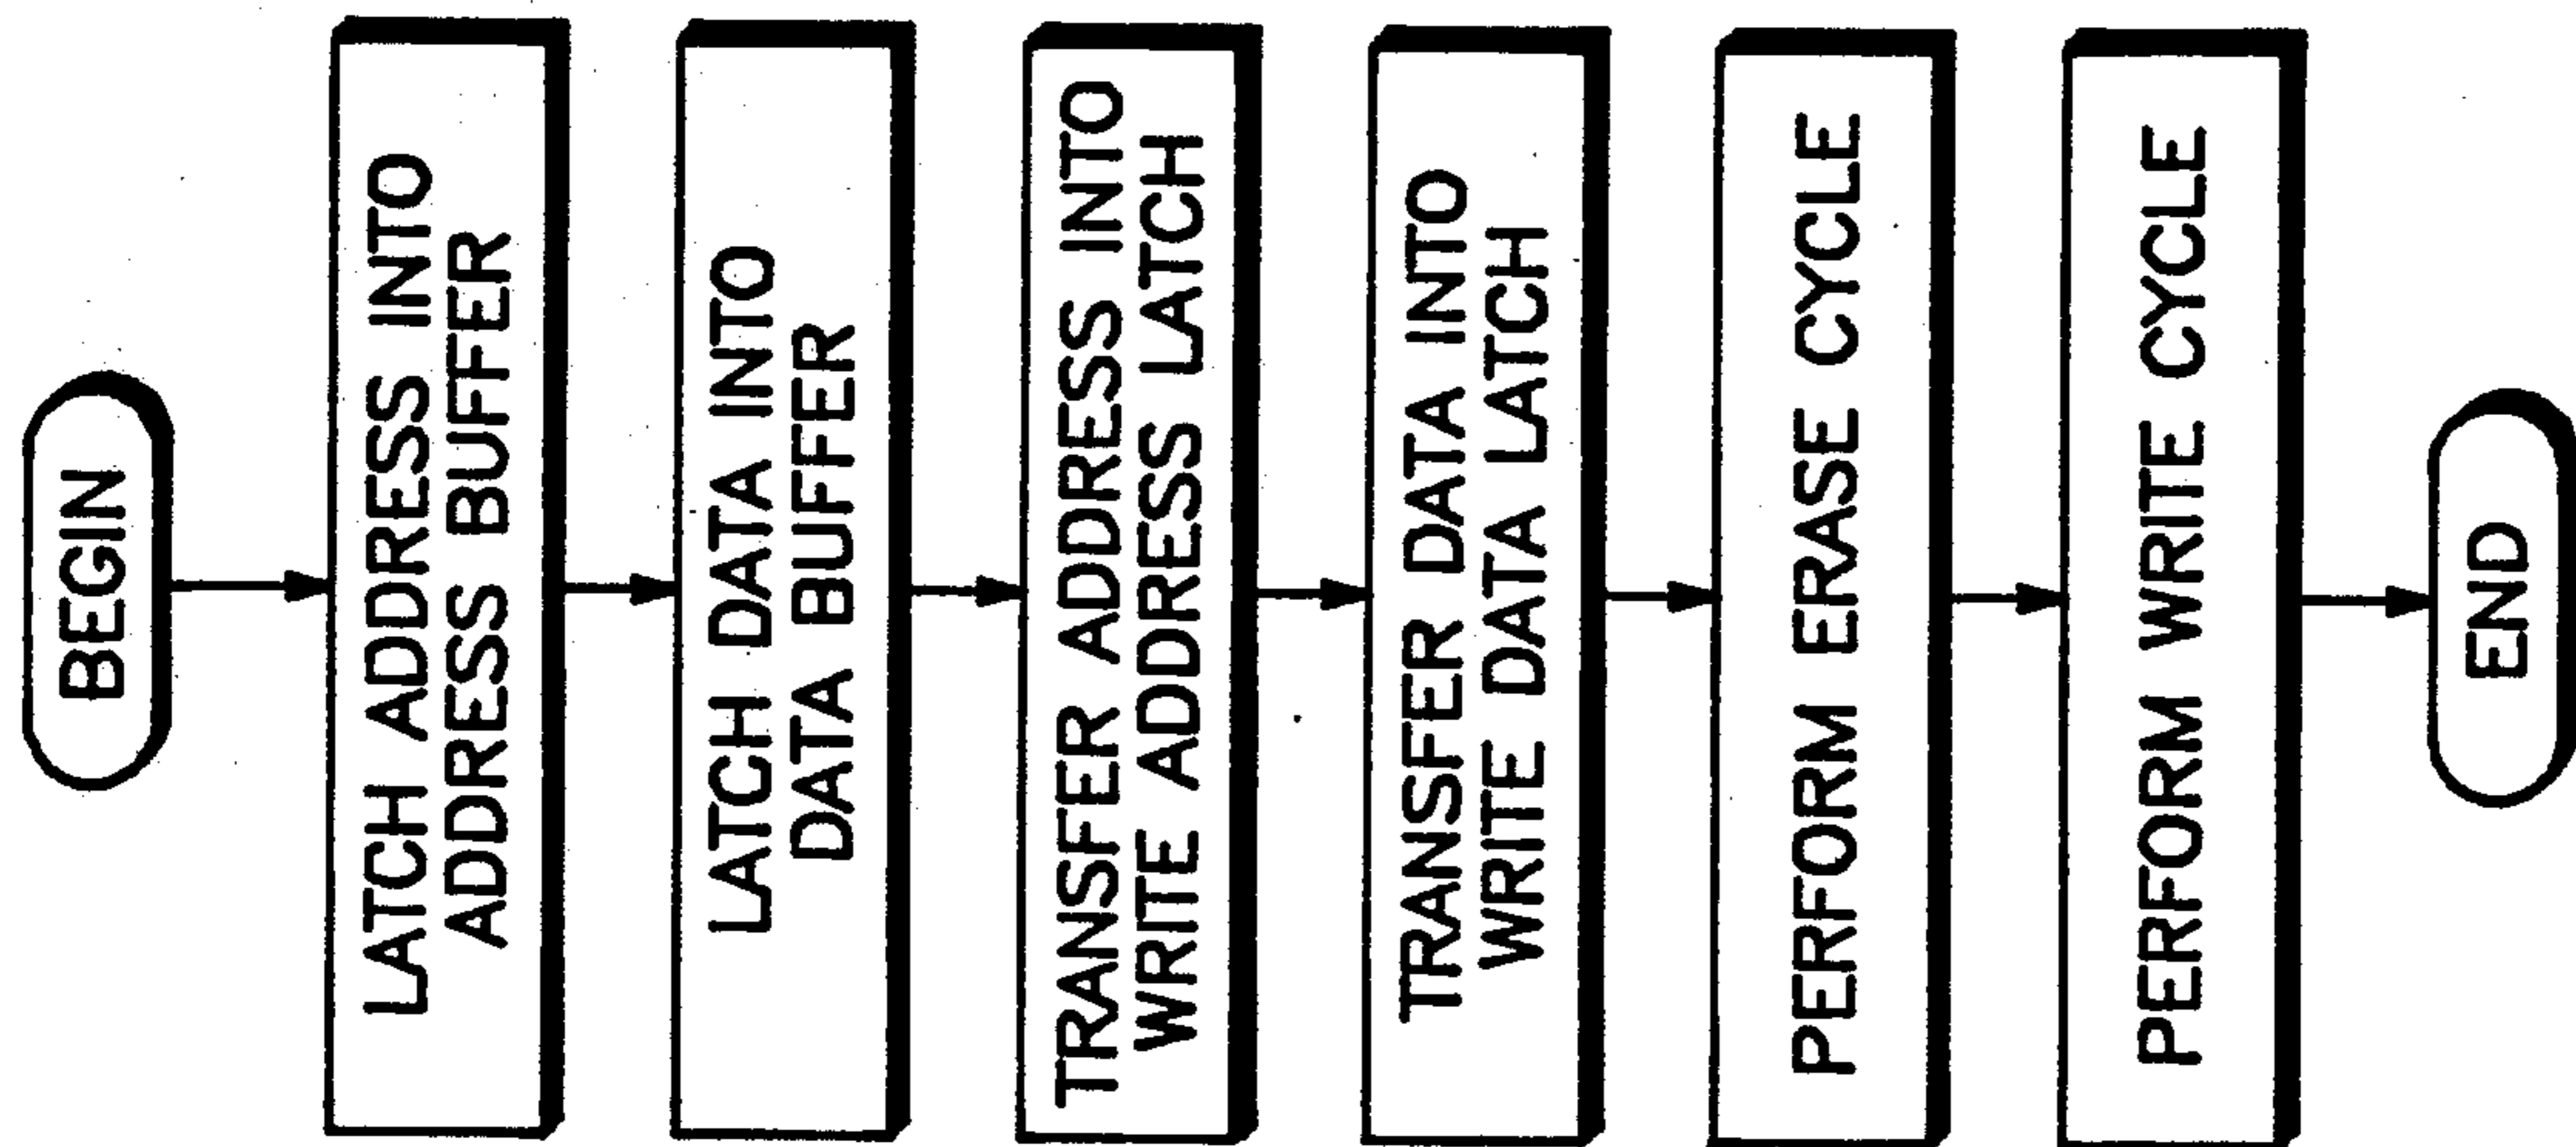 BEGIN
LATCH ADDRESS INTO
ADDRESS BUFFER
LATCH DATA INTO
DATA BUFFER
TRANSFER ADDRESS INTO
WRITE ADDRESS LATCH
TRANSFER DATA INTO
WRITE DATA LATCH
PERFORM ERASE CYCLE
PERFORM WRITE CYCLE
END